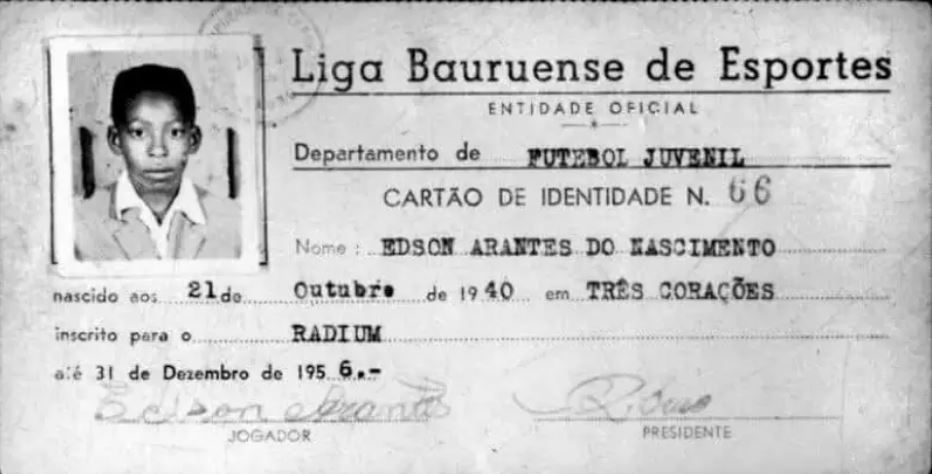 Liga Bauruense de Esportes
ENTIDADE OFICIAL
Departamento de FUTEBOL JUVENIL
CARTÃO DE IDENTIDADE N. 66
Nome: EDSON ARANTES DO NASCIMENTO
nascido aos 21 de Outubro de 1940 em TRÊS CORAÇÕES
inscrito para o RADIUM
até 31 de Dezembro de 1956.-
Edison Arantes
JOGADOR
PRESIDENTE